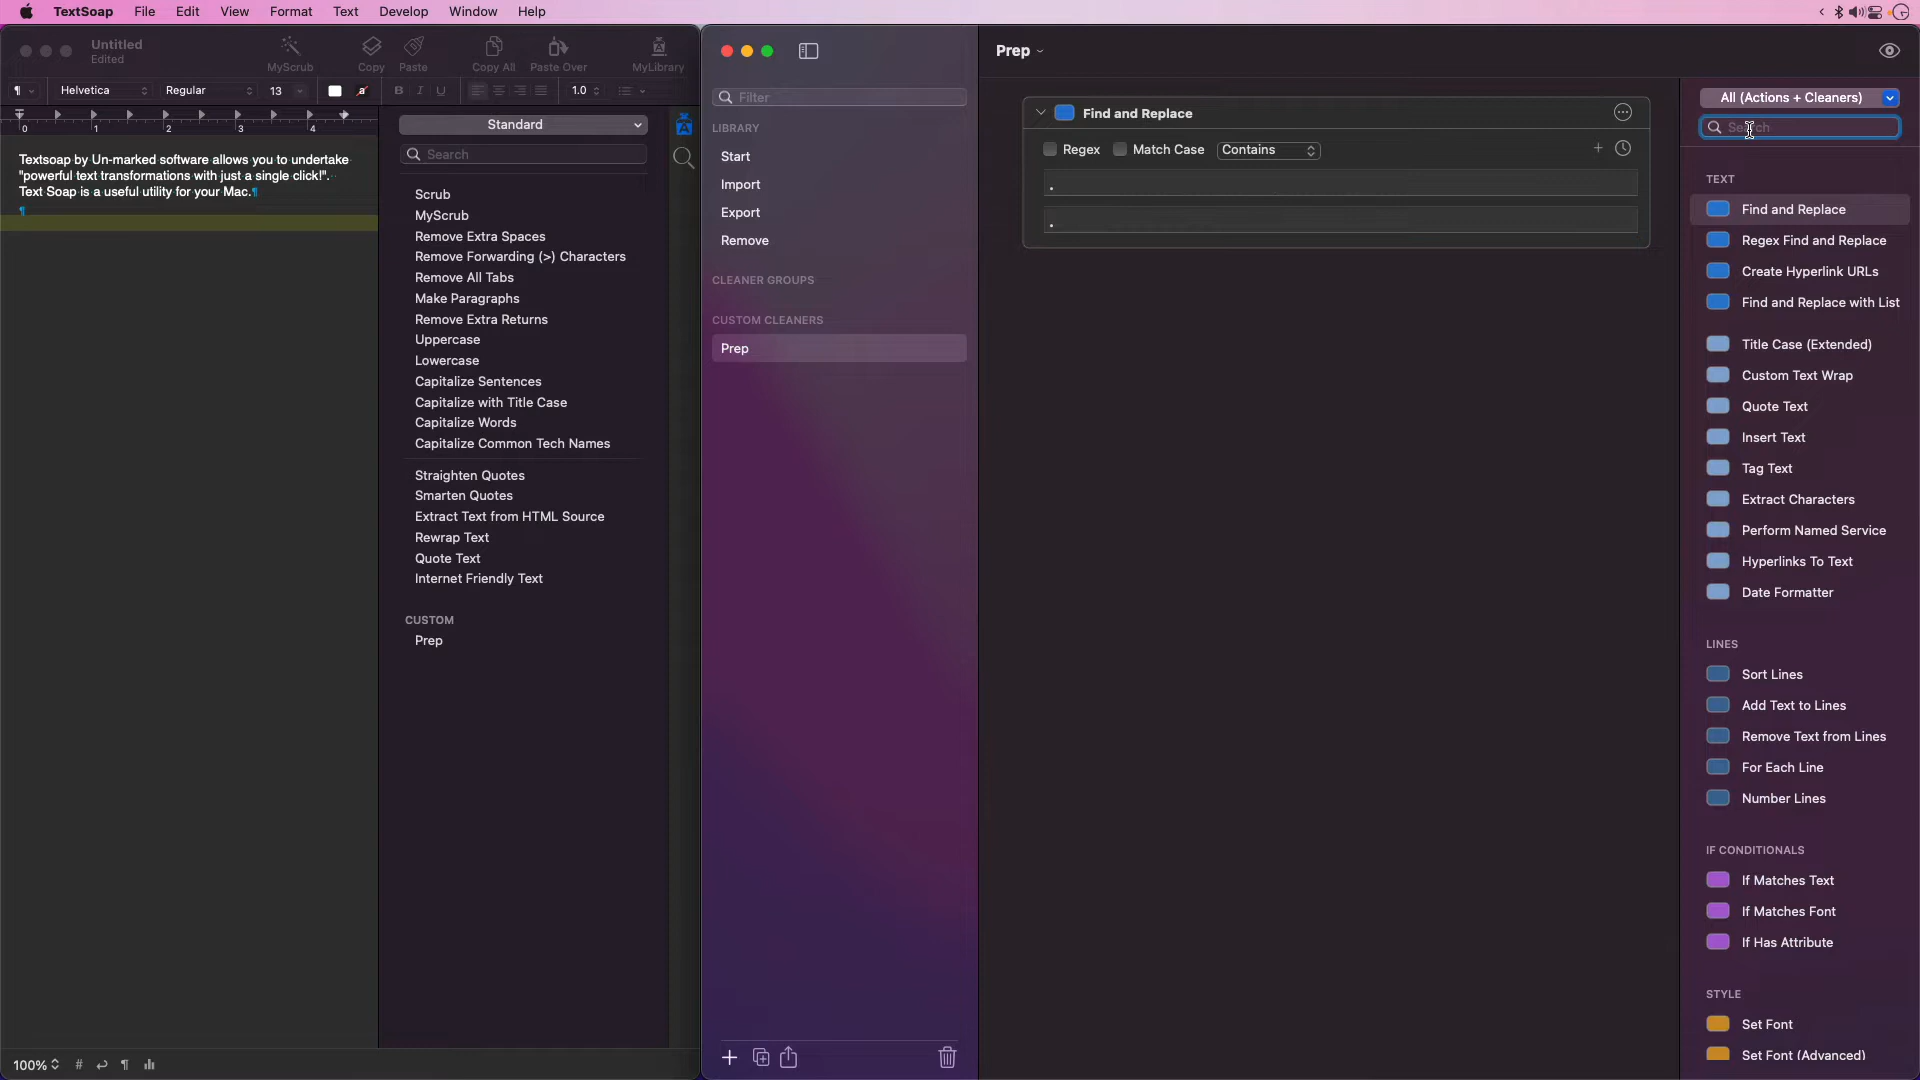 TextSoap File Edit View Format Text Develop Window Help
Untitled
Edited
MyScrub Copy Paste Copy All Paste Over MyLibrary
¶ Helvetica Regular 13 a B I U 1.0
0 1 2 3 4
Textsoap by Un-marked software allows you to undertake
"powerful text transformations with just a single click!".
Text Soap is a useful utility for your Mac.¶
¶
100% # ¶
Standard
Search
Scrub
MyScrub
Remove Extra Spaces
Remove Forwarding (>) Characters
Remove All Tabs
Make Paragraphs
Remove Extra Returns
Uppercase
Lowercase
Capitalize Sentences
Capitalize with Title Case
Capitalize Words
Capitalize Common Tech Names
Straighten Quotes
Smarten Quotes
Extract Text from HTML Source
Rewrap Text
Quote Text
Internet Friendly Text
CUSTOM
Prep
Filter
LIBRARY
Start
Import
Export
Remove
CLEANER GROUPS
CUSTOM CLEANERS
Prep
Prep
Find and Replace
Regex Match Case Contains
All (Actions + Cleaners)
Search
TEXT
Find and Replace
Regex Find and Replace
Create Hyperlink URLs
Find and Replace with List
Title Case (Extended)
Custom Text Wrap
Quote Text
Insert Text
Tag Text
Extract Characters
Perform Named Service
Hyperlinks To Text
Date Formatter
LINES
Sort Lines
Add Text to Lines
Remove Text from Lines
For Each Line
Number Lines
IF CONDITIONALS
If Matches Text
If Matches Font
If Has Attribute
STYLE
Set Font
Set Font (Advanced)